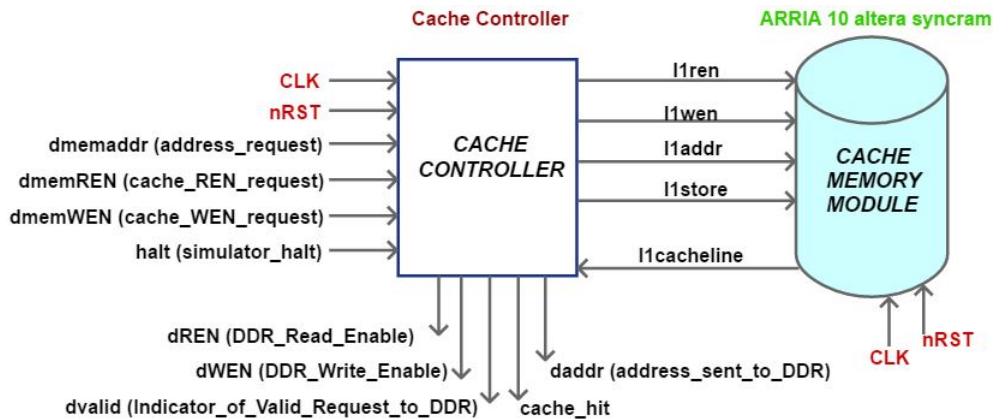 Cache Controller
ARRIA 10 altera syncram
CLK
nRST
dmemaddr (address_request)
dmemREN (cache_REN_request)
dmemWEN (cache_WEN_request)
halt (simulator_halt)
CACHE
CONTROLLER
l1ren
l1wen
l1addr
l1store
l1cacheline
CACHE
MEMORY
MODULE
dREN (DDR_Read_Enable)
dWEN (DDR_Write_Enable)
dvalid (Indicator_of_Valid_Request_to_DDR)
cache_hit
daddr (address_sent_to_DDR)
CLK
nRST